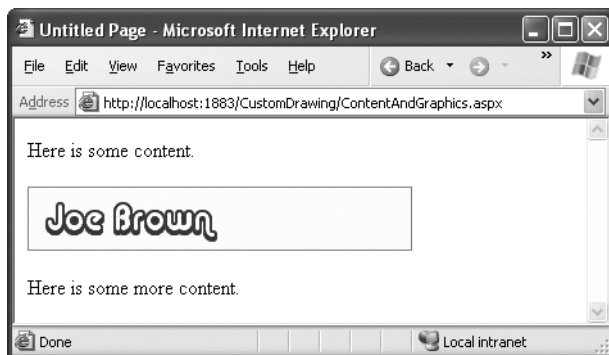 Untitled Page - Microsoft Internet Explorer
File Edit View Favorites Tools Help Back »
Address http://localhost:1883/CustomDrawing/ContentAndGraphics.aspx
Here is some content.
Joe Brown
Here is some more content.
Done Local intranet